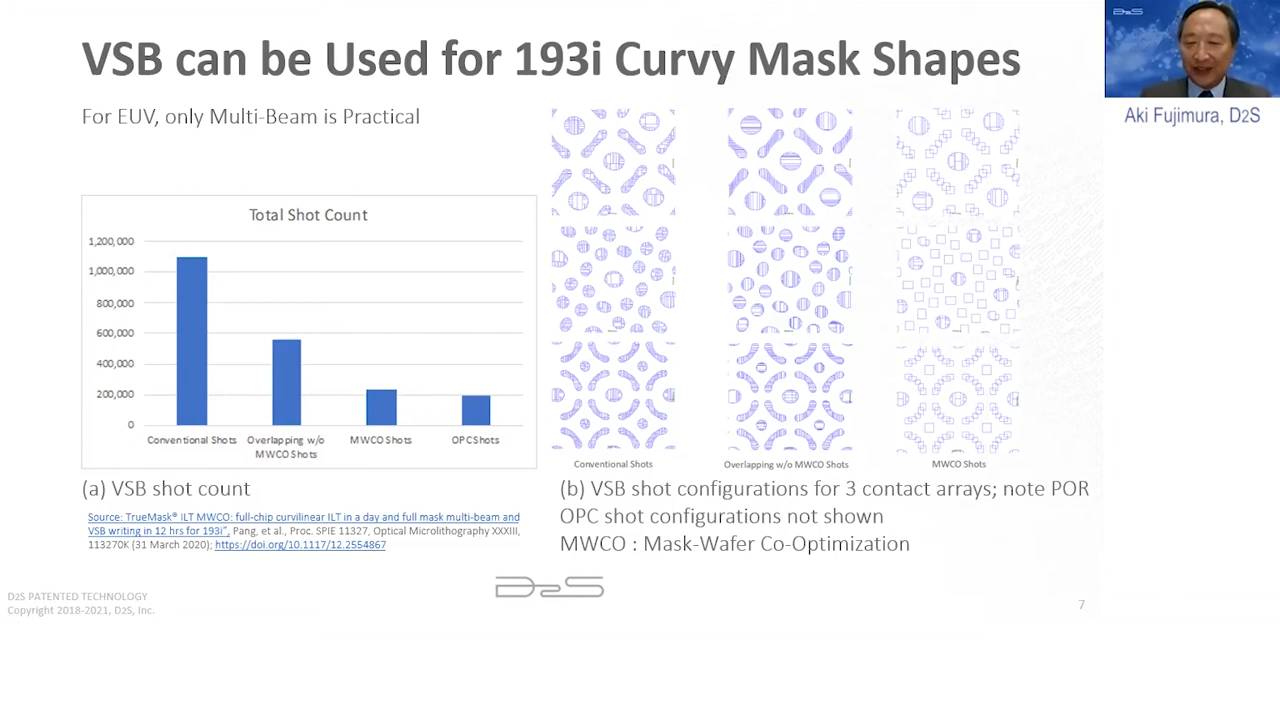 VSB can be Used for 193i Curvy Mask Shapes
For EUV, only Multi-Beam is Practical
D2S
Aki Fujimura, D2S
Total Shot Count
1,200,000
1,000,000
800,000
600,000
400,000
200,000
0
Conventional Shots
Overlapping w/o
MWCO Shots
MWCO Shots
OPC Shots
Conventional Shots
Overlapping w/o MWCO Shots
MWCO Shots
(a) VSB shot count
Source: TrueMask® ILT MWCO: full-chip curvilinear ILT in a day and full mask multi-beam and
VSB writing in 12 hrs for 193i", Pang, et al., Proc. SPIE 11327, Optical Microlithography XXXIII,
113270K (31 March 2020); https://doi.org/10.1117/12.2554867
(b) VSB shot configurations for 3 contact arrays; note POR
OPC shot configurations not shown
MWCO : Mask-Wafer Co-Optimization
D2S PATENTED TECHNOLOGY
Copyright 2018-2021, D2S, Inc.
D2S
7